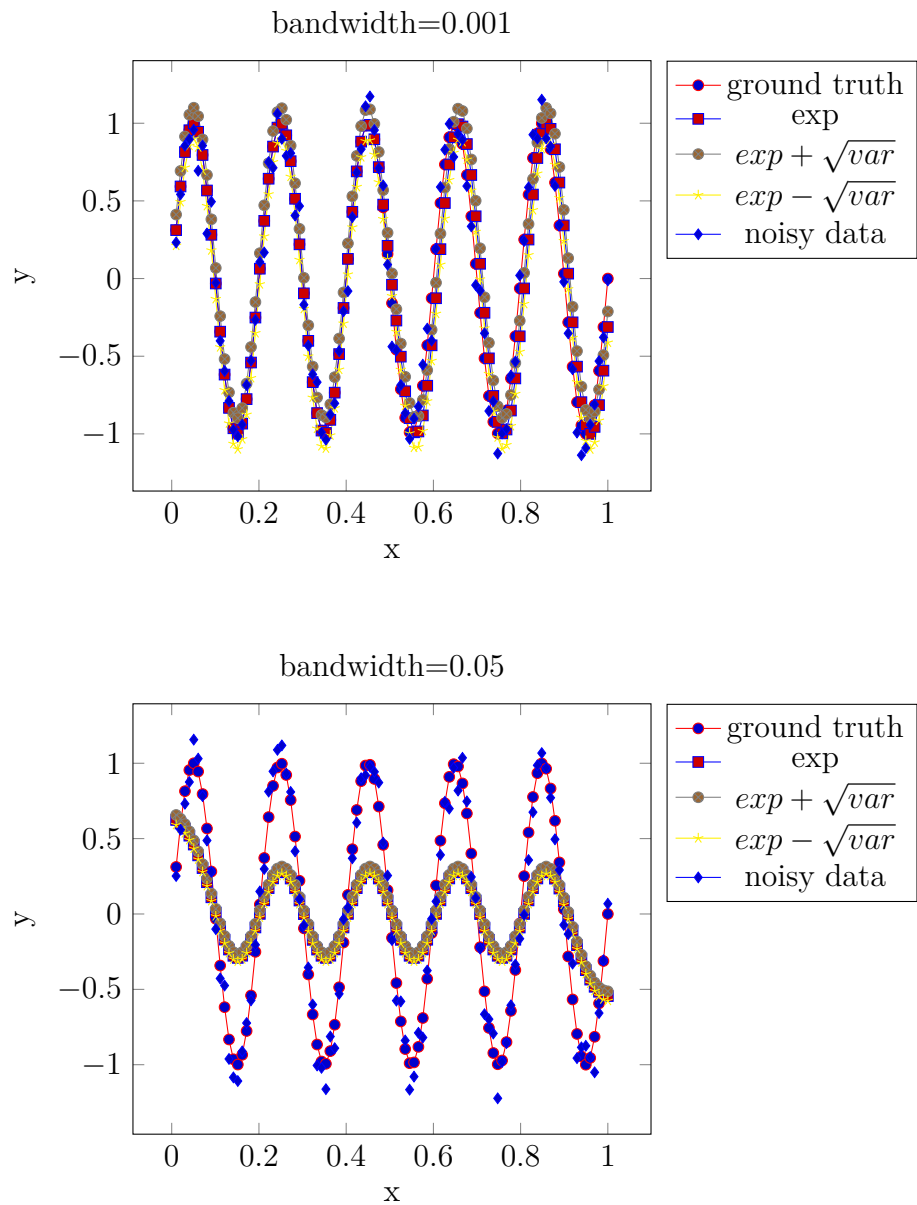 bandwidth=0.001
ground truth
exp
exp + √var
exp − √var
noisy data
y
1
0.5
0
−0.5
−1
0
0.2
0.4
0.6
0.8
1
x
bandwidth=0.05
ground truth
exp
exp + √var
exp − √var
noisy data
y
1
0.5
0
−0.5
−1
0
0.2
0.4
0.6
0.8
1
x